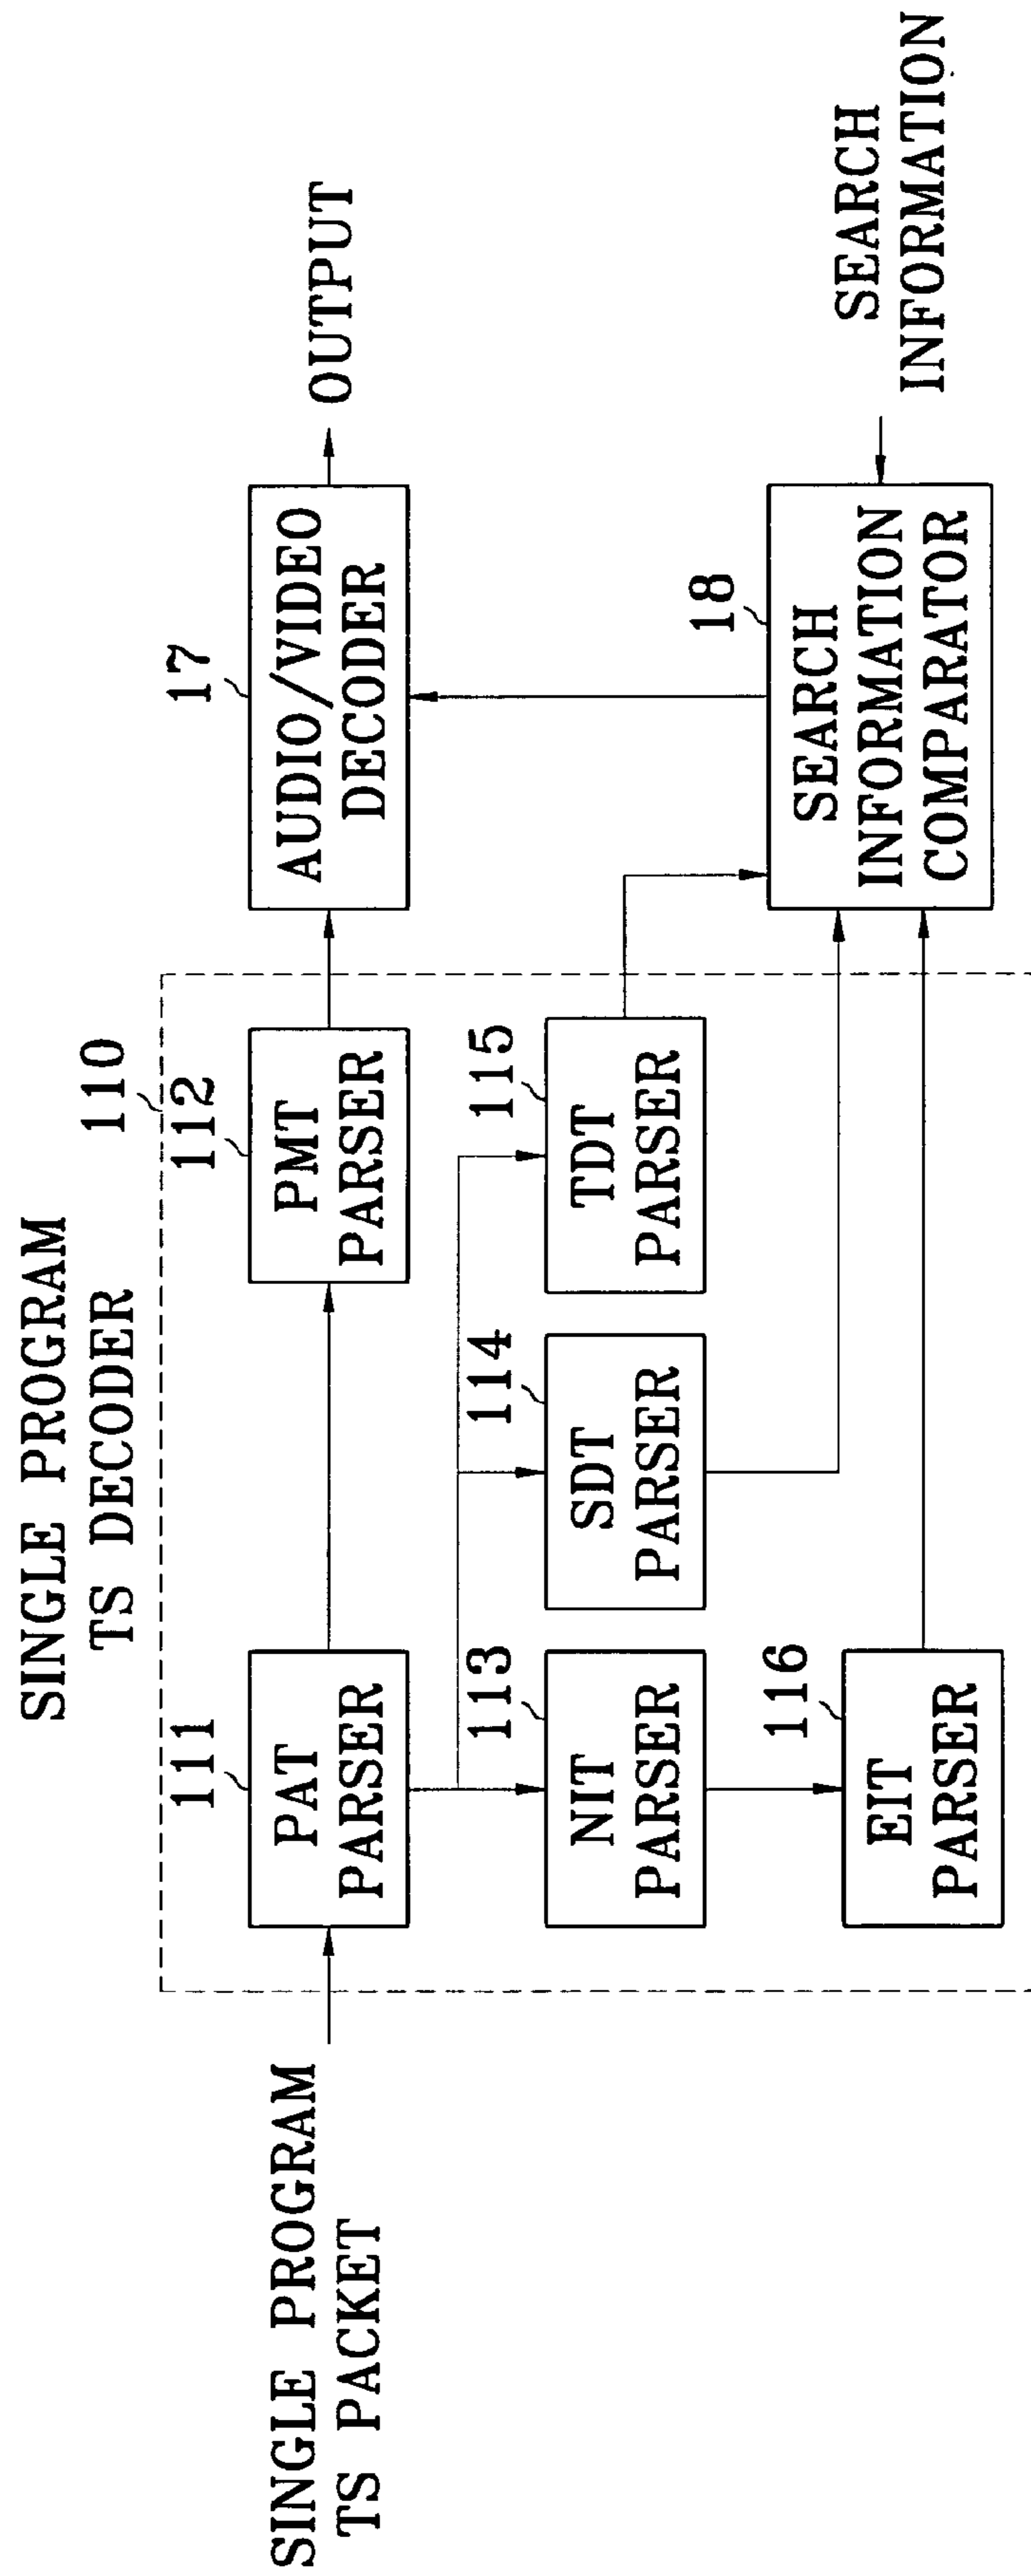 SINGLE PROGRAM
TS DECODER
110
SINGLE PROGRAM
TS PACKET
111
PAT
PARSER
112
PMT
PARSER
17
AUDIO/VIDEO
DECODER
OUTPUT
113
NIT
PARSER
114
SDT
PARSER
115
TDT
PARSER
116
EIT
PARSER
18
SEARCH
INFORMATION
COMPARATOR
SEARCH
INFORMATION